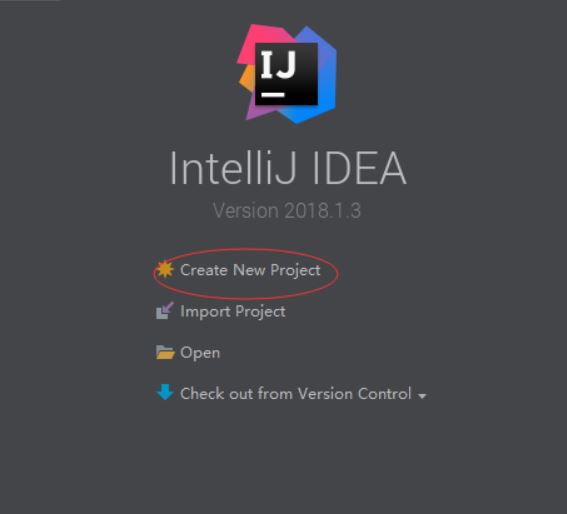 IJ
IntelliJ IDEA
Version 2018.1.3
Create New Project
Import Project
Open
Check out from Version Control